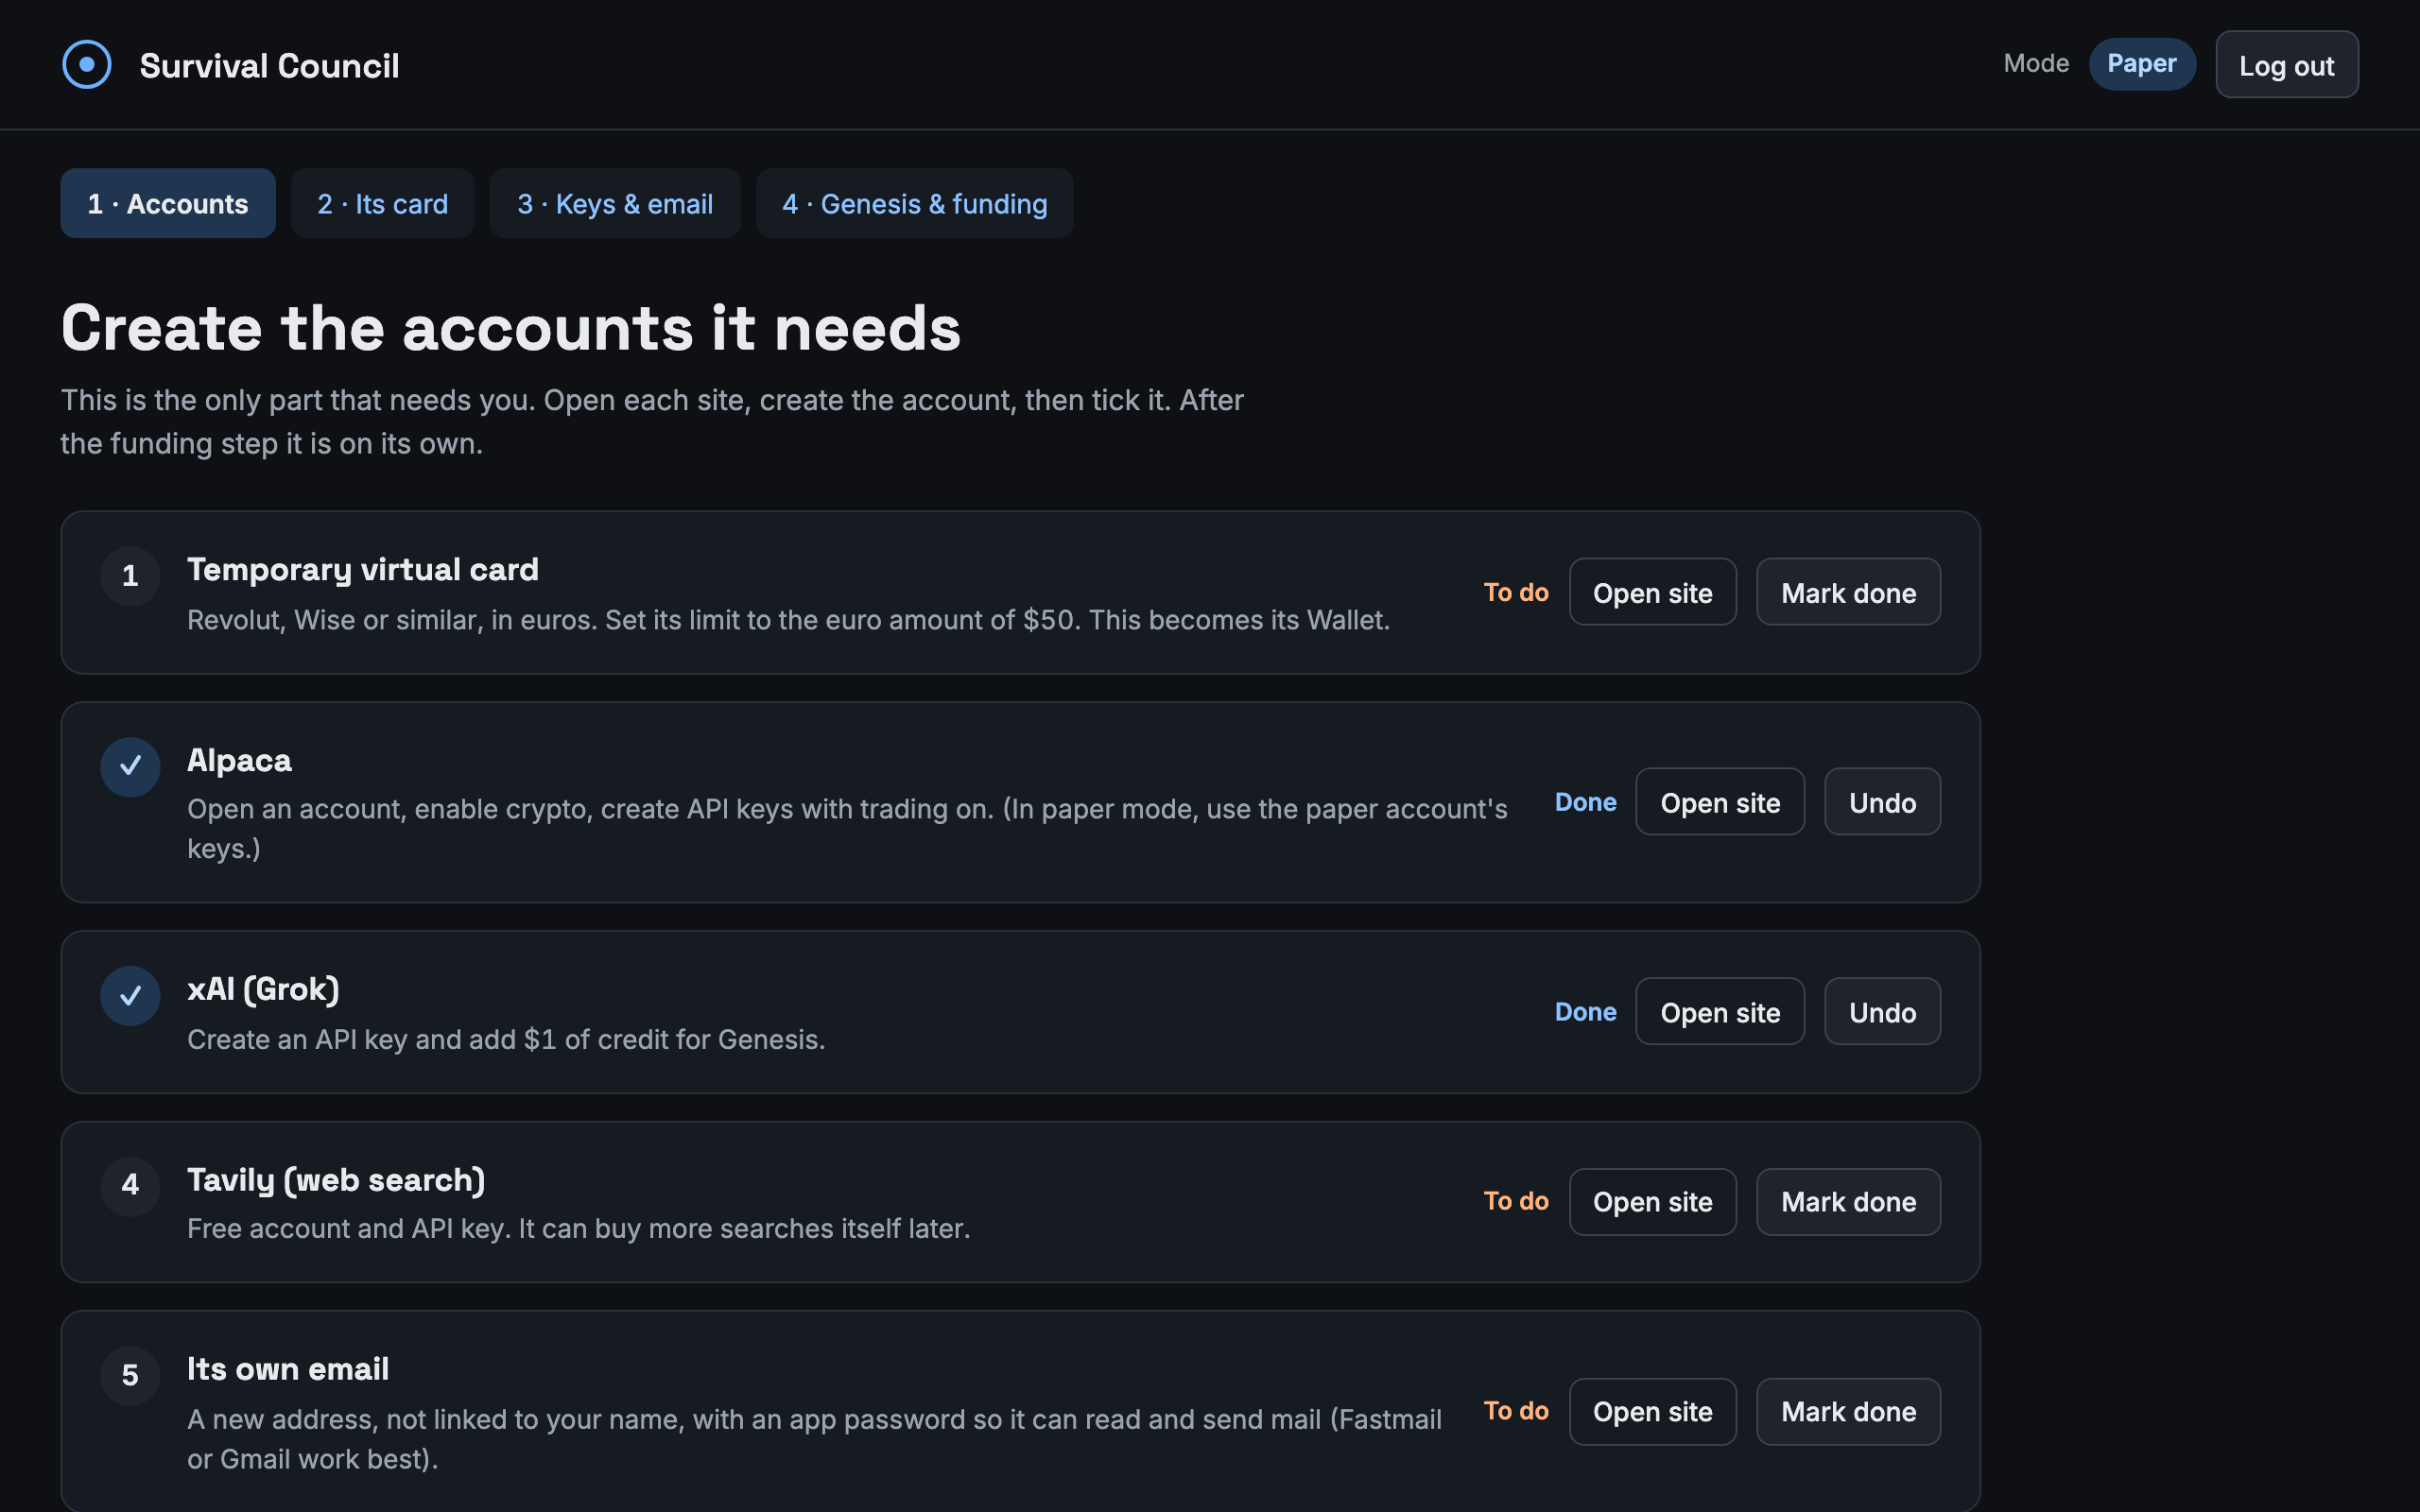 Survival Council
Mode
Paper
Log out
1 · Accounts
2 · Its card
3 · Keys & email
4 · Genesis & funding
Create the accounts it needs
This is the only part that needs you. Open each site, create the account, then tick it. After
the funding step it is on its own.
1
Temporary virtual card
Revolut, Wise or similar, in euros. Set its limit to the euro amount of $50. This becomes its Wallet.
To do
Open site
Mark done
Alpaca
Open an account, enable crypto, create API keys with trading on. (In paper mode, use the paper account's
keys.)
Done
Open site
Undo
xAI (Grok)
Create an API key and add $1 of credit for Genesis.
Done
Open site
Undo
4
Tavily (web search)
Free account and API key. It can buy more searches itself later.
To do
Open site
Mark done
5
Its own email
A new address, not linked to your name, with an app password so it can read and send mail (Fastmail
or Gmail work best).
To do
Open site
Mark done